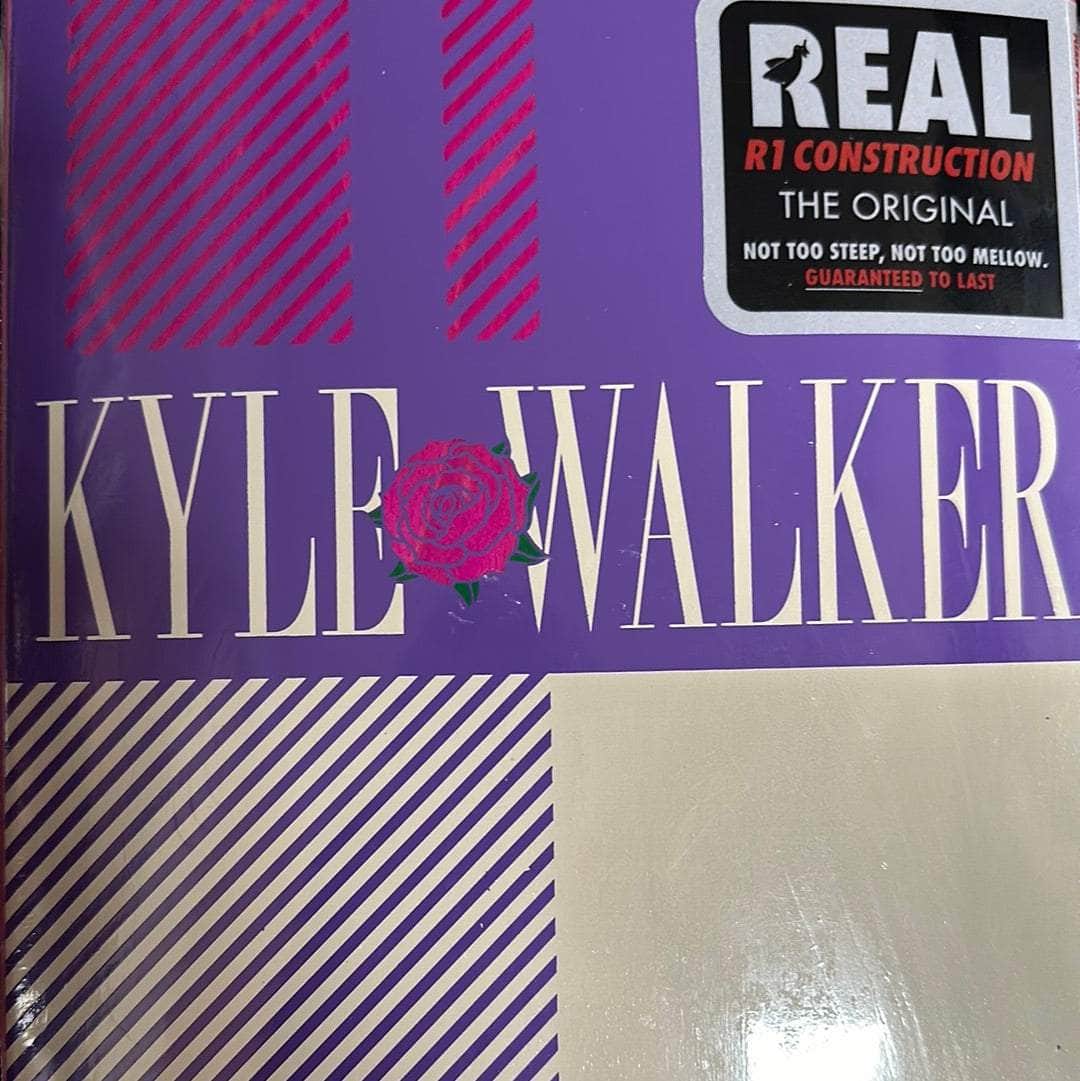 REAL
R1 CONSTRUCTION
THE ORIGINAL
NOT TOO STEEP, NOT TOO MELLOW.
GUARANTEED TO LAST
KYLE WALKER